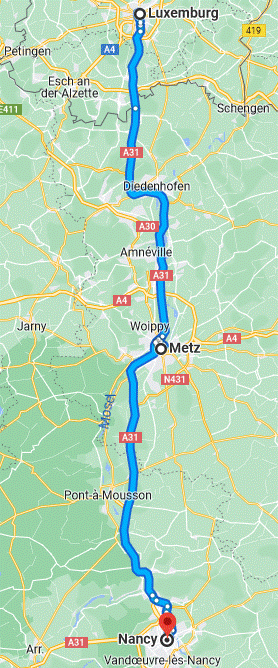 Luxemburg
419
A4
Petingen
Esch an
der Alzette
E411
Schengen
A31
Diedenhofen
A30
Amnéville
A31
A4
Jarny
Woippy
A4
Metz
N431
Mosel
A31
Pont-à-Mousson
Arr.
A31
Nancy
Vandœuvre-lès-Nancy